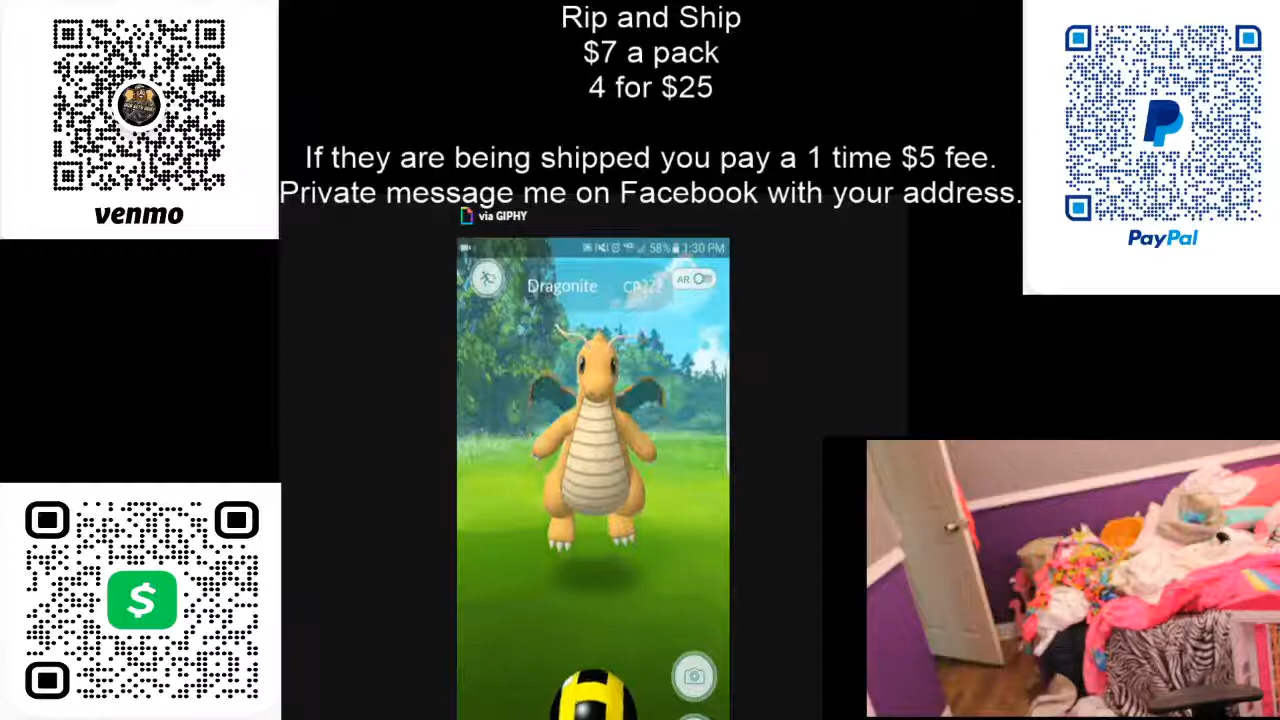 Rip and Ship
$7 a pack
4 for $25
If they are being shipped you pay a 1 time $5 fee.
Private message me on Facebook with your address.
venmo
PayPal
via GIPHY
58% 1:30 PM
Dragonite
AR
$